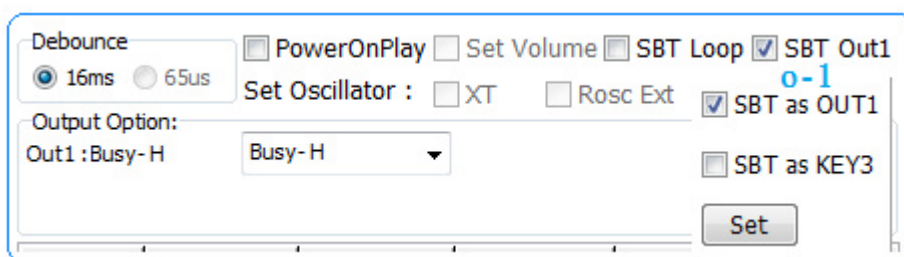 Debounce
PowerOnPlay Set Volume SBT Loop SBT Out1
16ms 65us
Set Oscillator : XT Rosc Ext
o-1
SBT as OUT1
Output Option:
Out1 :Busy-H Busy-H
SBT as KEY3
Set